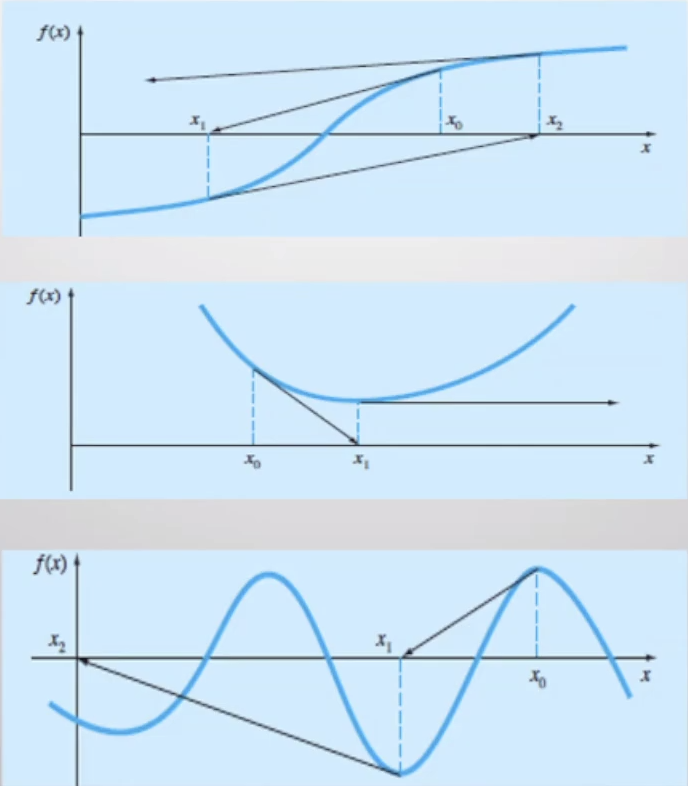 f(x)
x₁ x₀ x₂
x
f(x)
x₀ x₁ x
f(x)
x₂ x₁
x₀ x